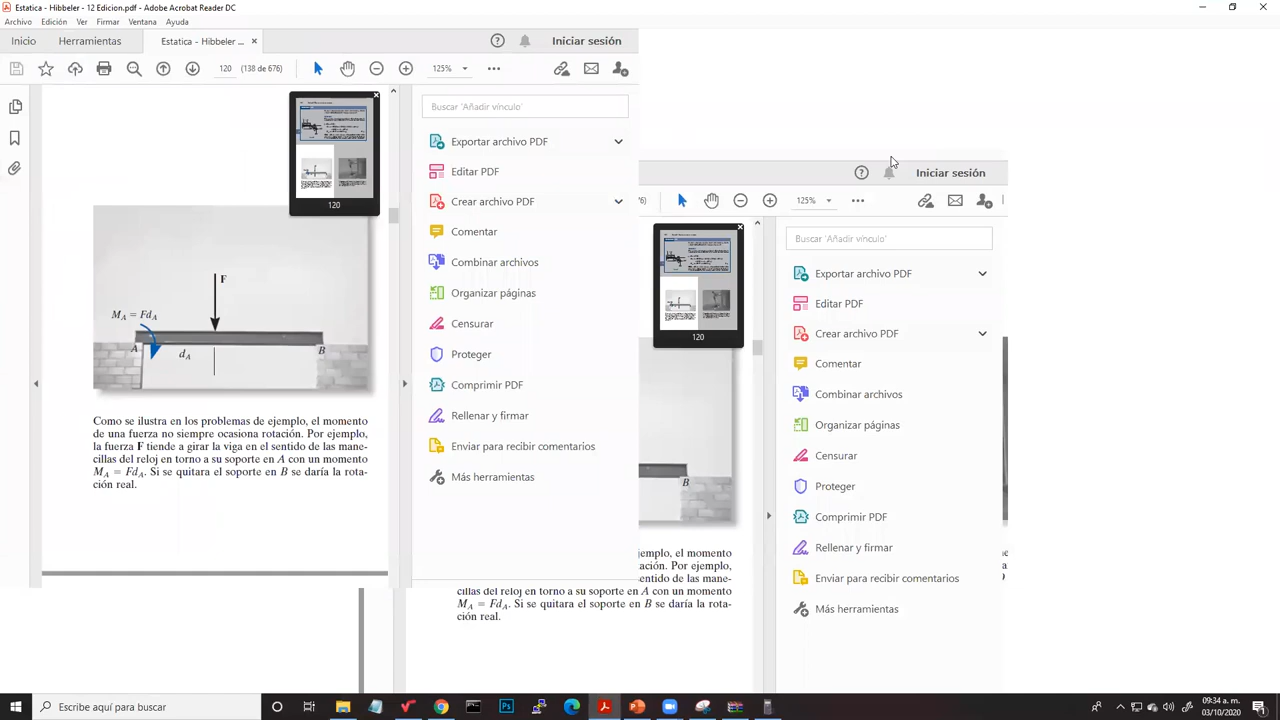 Estatica - Hibbeler - 12 Edicion.pdf - Adobe Acrobat Reader DC
Archivo Edición Ver Firmar Ventana Ayuda
Inicio Herramientas Estatica - Hibbeler ... × Iniciar sesión
120 (138 de 676) 125%
120
Buscar 'Añadir vínculo'
Exportar archivo PDF
Editar PDF
Crear archivo PDF
Comentar
Combinar archivos
Organizar páginas
Censurar
Proteger
Comprimir PDF
Rellenar y firmar
Enviar para recibir comentarios
Más herramientas
F
M_A = Fd_A
A
d_A
B
Como se ilustra en los problemas de ejemplo, el momento
de una fuerza no siempre ocasiona rotación. Por ejemplo,
la fuerza F tiende a girar la viga en el sentido de las mane-
cillas del reloj en torno a su soporte en A con un momento
M_A = Fd_A. Si se quitara el soporte en B se daría la rota-
ción real.
Iniciar sesión
76) 125%
120
Buscar 'Añadir vínculo'
Exportar archivo PDF
Editar PDF
Crear archivo PDF
Comentar
Combinar archivos
Organizar páginas
Censurar
Proteger
Comprimir PDF
Rellenar y firmar
Enviar para recibir comentarios
Más herramientas
B
jemplo, el momento
ación. Por ejemplo,
entido de las mane-
cillas del reloj en torno a su soporte en A con un momento
M_A = Fd_A. Si se quitara el soporte en B se daría la rota-
ción real.
Escribe aquí para buscar
09:34 a. m.
03/10/2020